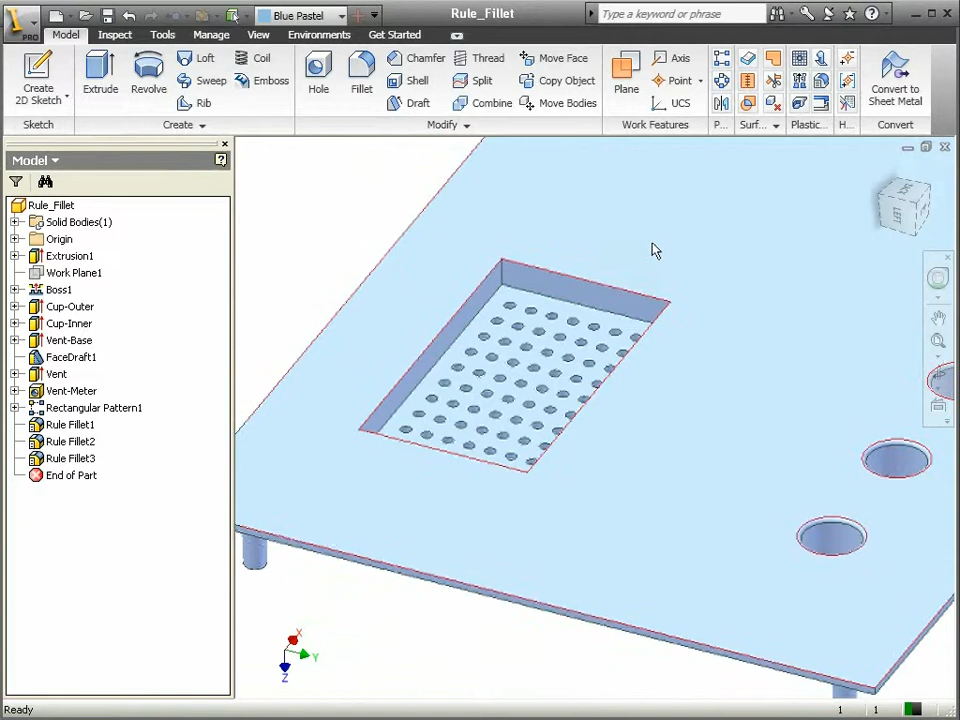 Blue Pastel
Rule_Fillet
Type a keyword or phrase
PRO
Model Inspect Tools Manage View Environments Get Started
Create
2D Sketch
Extrude
Revolve
Loft
Sweep
Rib
Coil
Emboss
Hole
Fillet
Chamfer
Shell
Draft
Thread
Split
Combine
Move Face
Copy Object
Move Bodies
Plane
Axis
Point
UCS
Convert to
Sheet Metal
Sketch Create Modify Work Features P... Surf... Plastic... H... Convert
Model
Rule_Fillet
Solid Bodies(1)
Origin
Extrusion1
Work Plane1
Boss1
Cup-Outer
Cup-Inner
Vent-Base
FaceDraft1
Vent
Vent-Meter
Rectangular Pattern1
Rule Fillet1
Rule Fillet2
Rule Fillet3
End of Part
X
Y
Z
Ready
1 1